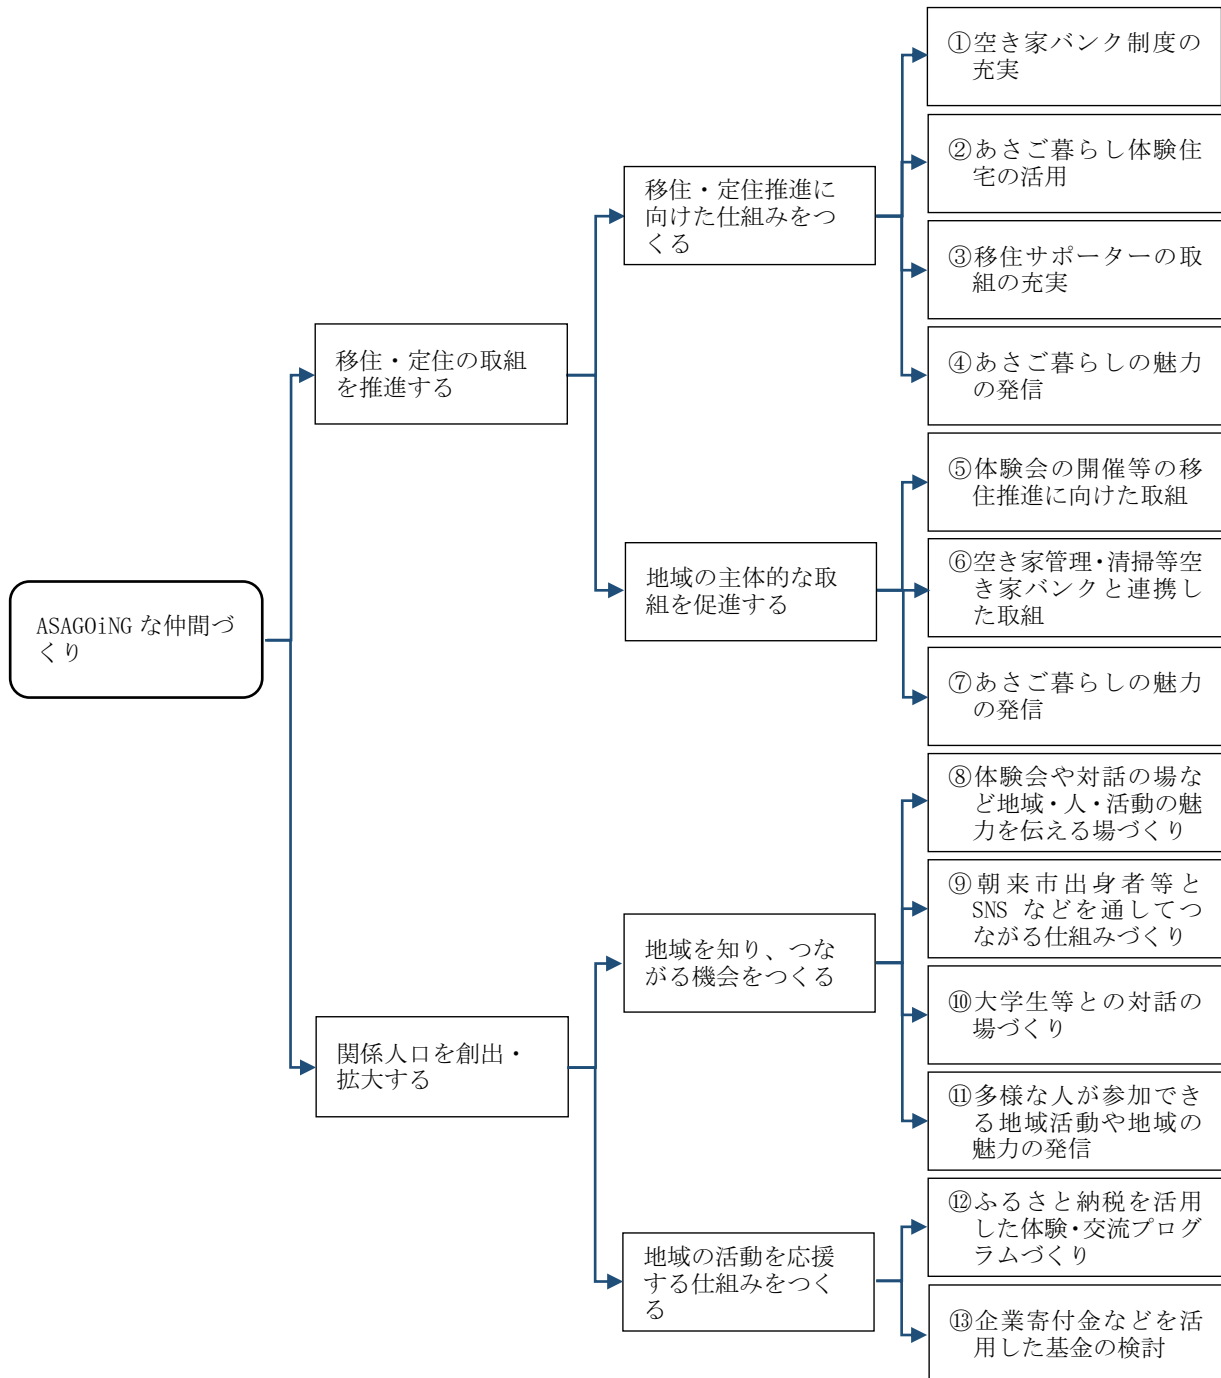 ASAGOiNG な仲間づ
くり
移住・定住の取組
を推進する
移住・定住推進に
向けた仕組みをつ
くる
①空き家バンク制度の
充実
②あさご暮らし体験住
宅の活用
③移住サポーターの取
組の充実
④あさご暮らしの魅力
の発信
地域の主体的な取
組を促進する
⑤体験会の開催等の移
住推進に向けた取組
⑥空き家管理・清掃等空
き家バンクと連携し
た取組
⑦あさご暮らしの魅力
の発信
関係人口を創出・
拡大する
地域を知り、つな
がる機会をつくる
⑧体験会や対話の場な
ど地域・人・活動の魅
力を伝える場づくり
⑨朝来市出身者等と
SNS などを通してつ
ながる仕組みづくり
⑩大学生等との対話の
場づくり
⑪多様な人が参加でき
る地域活動や地域の
魅力の発信
地域の活動を応援
する仕組みをつく
る
⑫ふるさと納税を活用
した体験・交流プログ
ラムづくり
⑬企業寄付金などを活
用した基金の検討